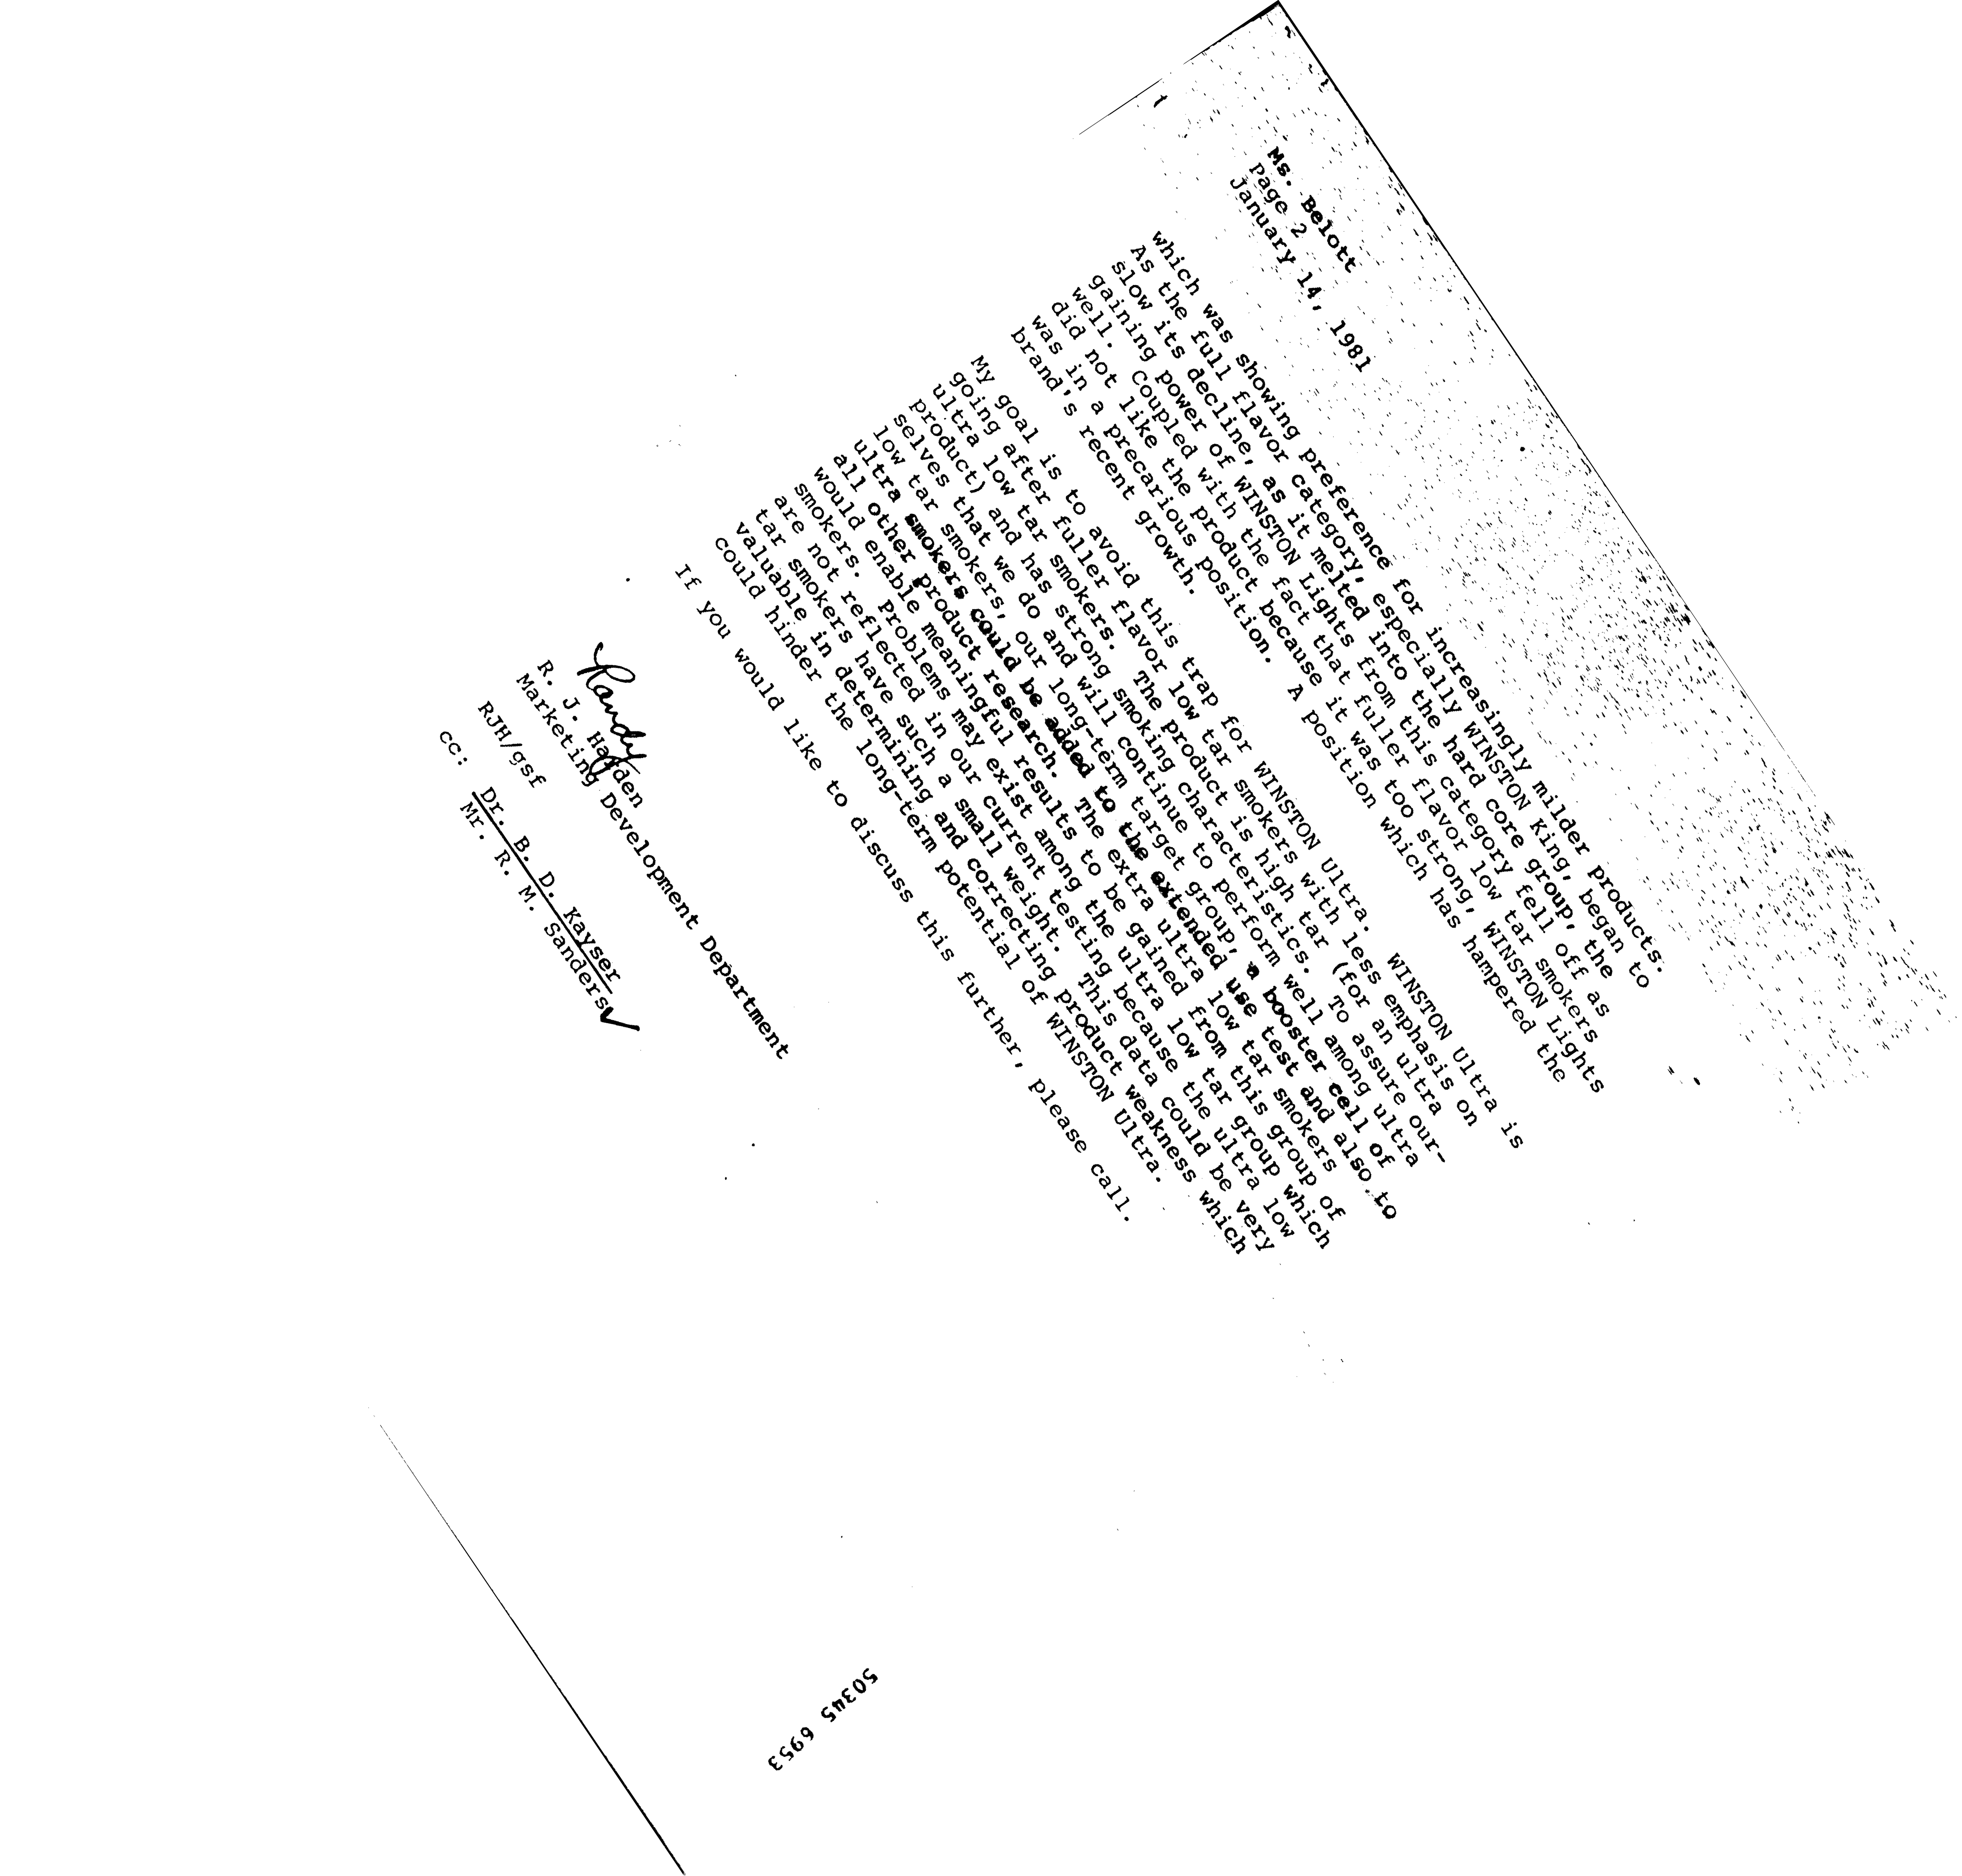 Ms. Belott
Page 2
January 14, 1981
which was showing preference for increasingly milder products.
As the full flavor category, especially WINSTON King, began to
slow its decline, as it melted into the hard core group, the
gaining power of WINSTON Lights from this category fell off as
well. Coupled with the fact that fuller flavor low tar smokers
did not like the product because it was too strong, WINSTON Lights
was in a precarious position. A position which has hampered the
brand's recent growth.
My goal is to avoid this trap for WINSTON Ultra. WINSTON Ultra is
going after fuller flavor low tar smokers with less emphasis on
ultra low tar smokers. The product is high tar (for an ultra
product) and has strong smoking characteristics. To assure our-
selves that we do and will continue to perform well among ultra
low tar smokers, our long-term target group, a booster cell of
ultra smokers could be added to the extended use test and also to
all other product research. The extra ultra low tar smokers
would enable meaningful results to be gained from this group of
smokers. Problems may exist among the ultra low tar group which
are not reflected in our current testing because the ultra low
tar smokers have such a small weight. This data could be very
valuable in determining and correcting product weakness which
could hinder the long-term potential of WINSTON Ultra.
If you would like to discuss this further, please call.
Randy
R. J. Harden
Marketing Development Department
RJH/gsf
cc: Dr. B. D. Kayser
Mr. R. M. Sanders
50345 6953